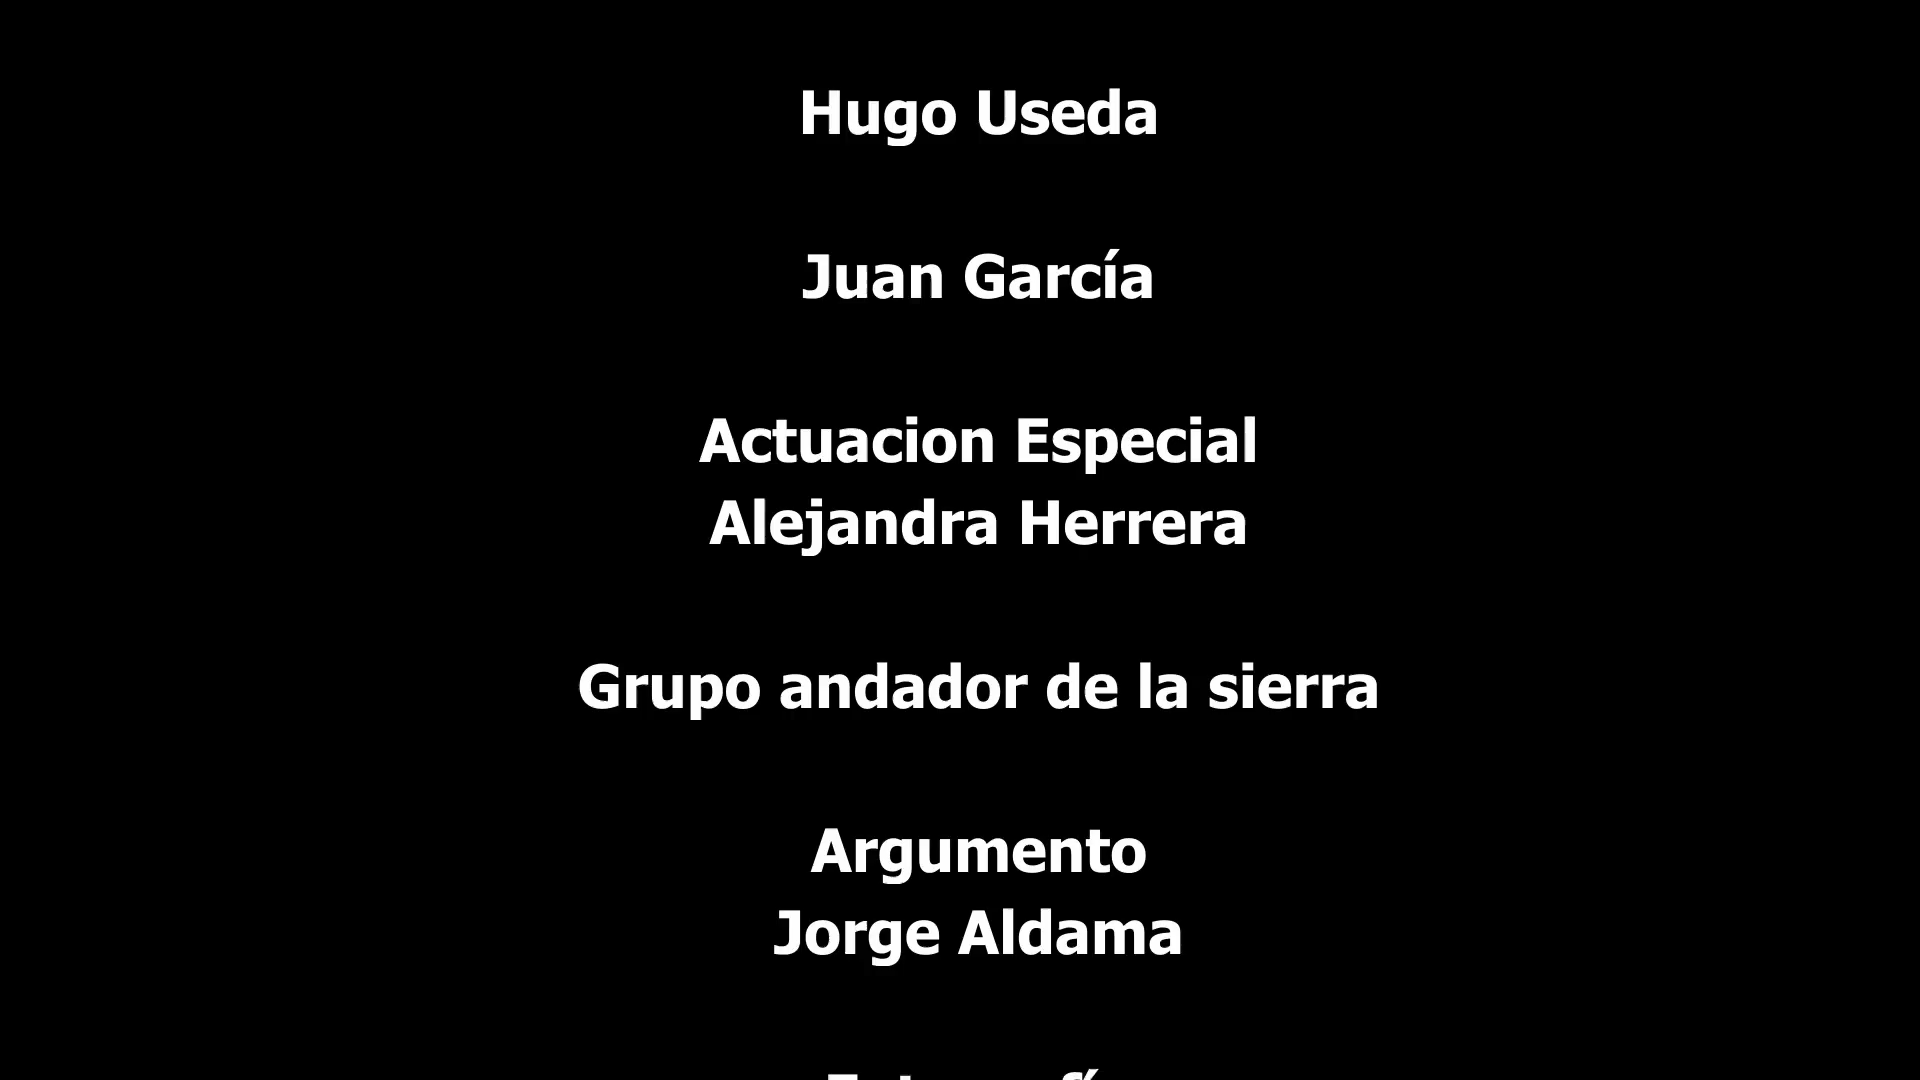 Hugo Useda
Juan García
Actuacion Especial
Alejandra Herrera
Grupo andador de la sierra
Argumento
Jorge Aldama